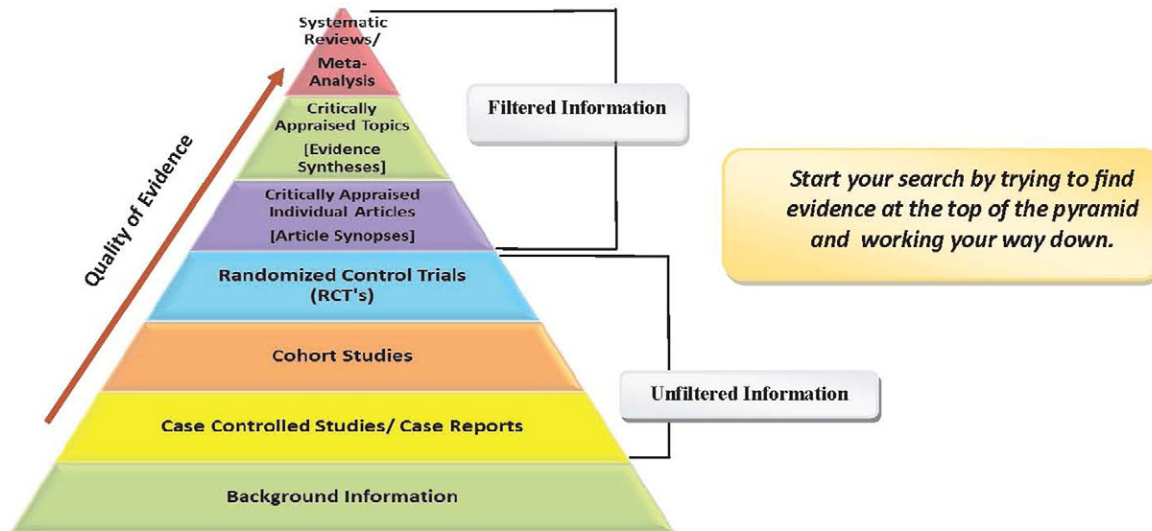 Systematic
Reviews/
Meta-
Analysis
Critically
Appraised Topics
[Evidence
Syntheses]
Critically Appraised
Individual Articles
[Article Synopses]
Randomized Control Trials
(RCT's)
Cohort Studies
Case Controlled Studies/ Case Reports
Background Information
Quality of Evidence
Filtered Information
Unfiltered Information
Start your search by trying to find
evidence at the top of the pyramid
and working your way down.